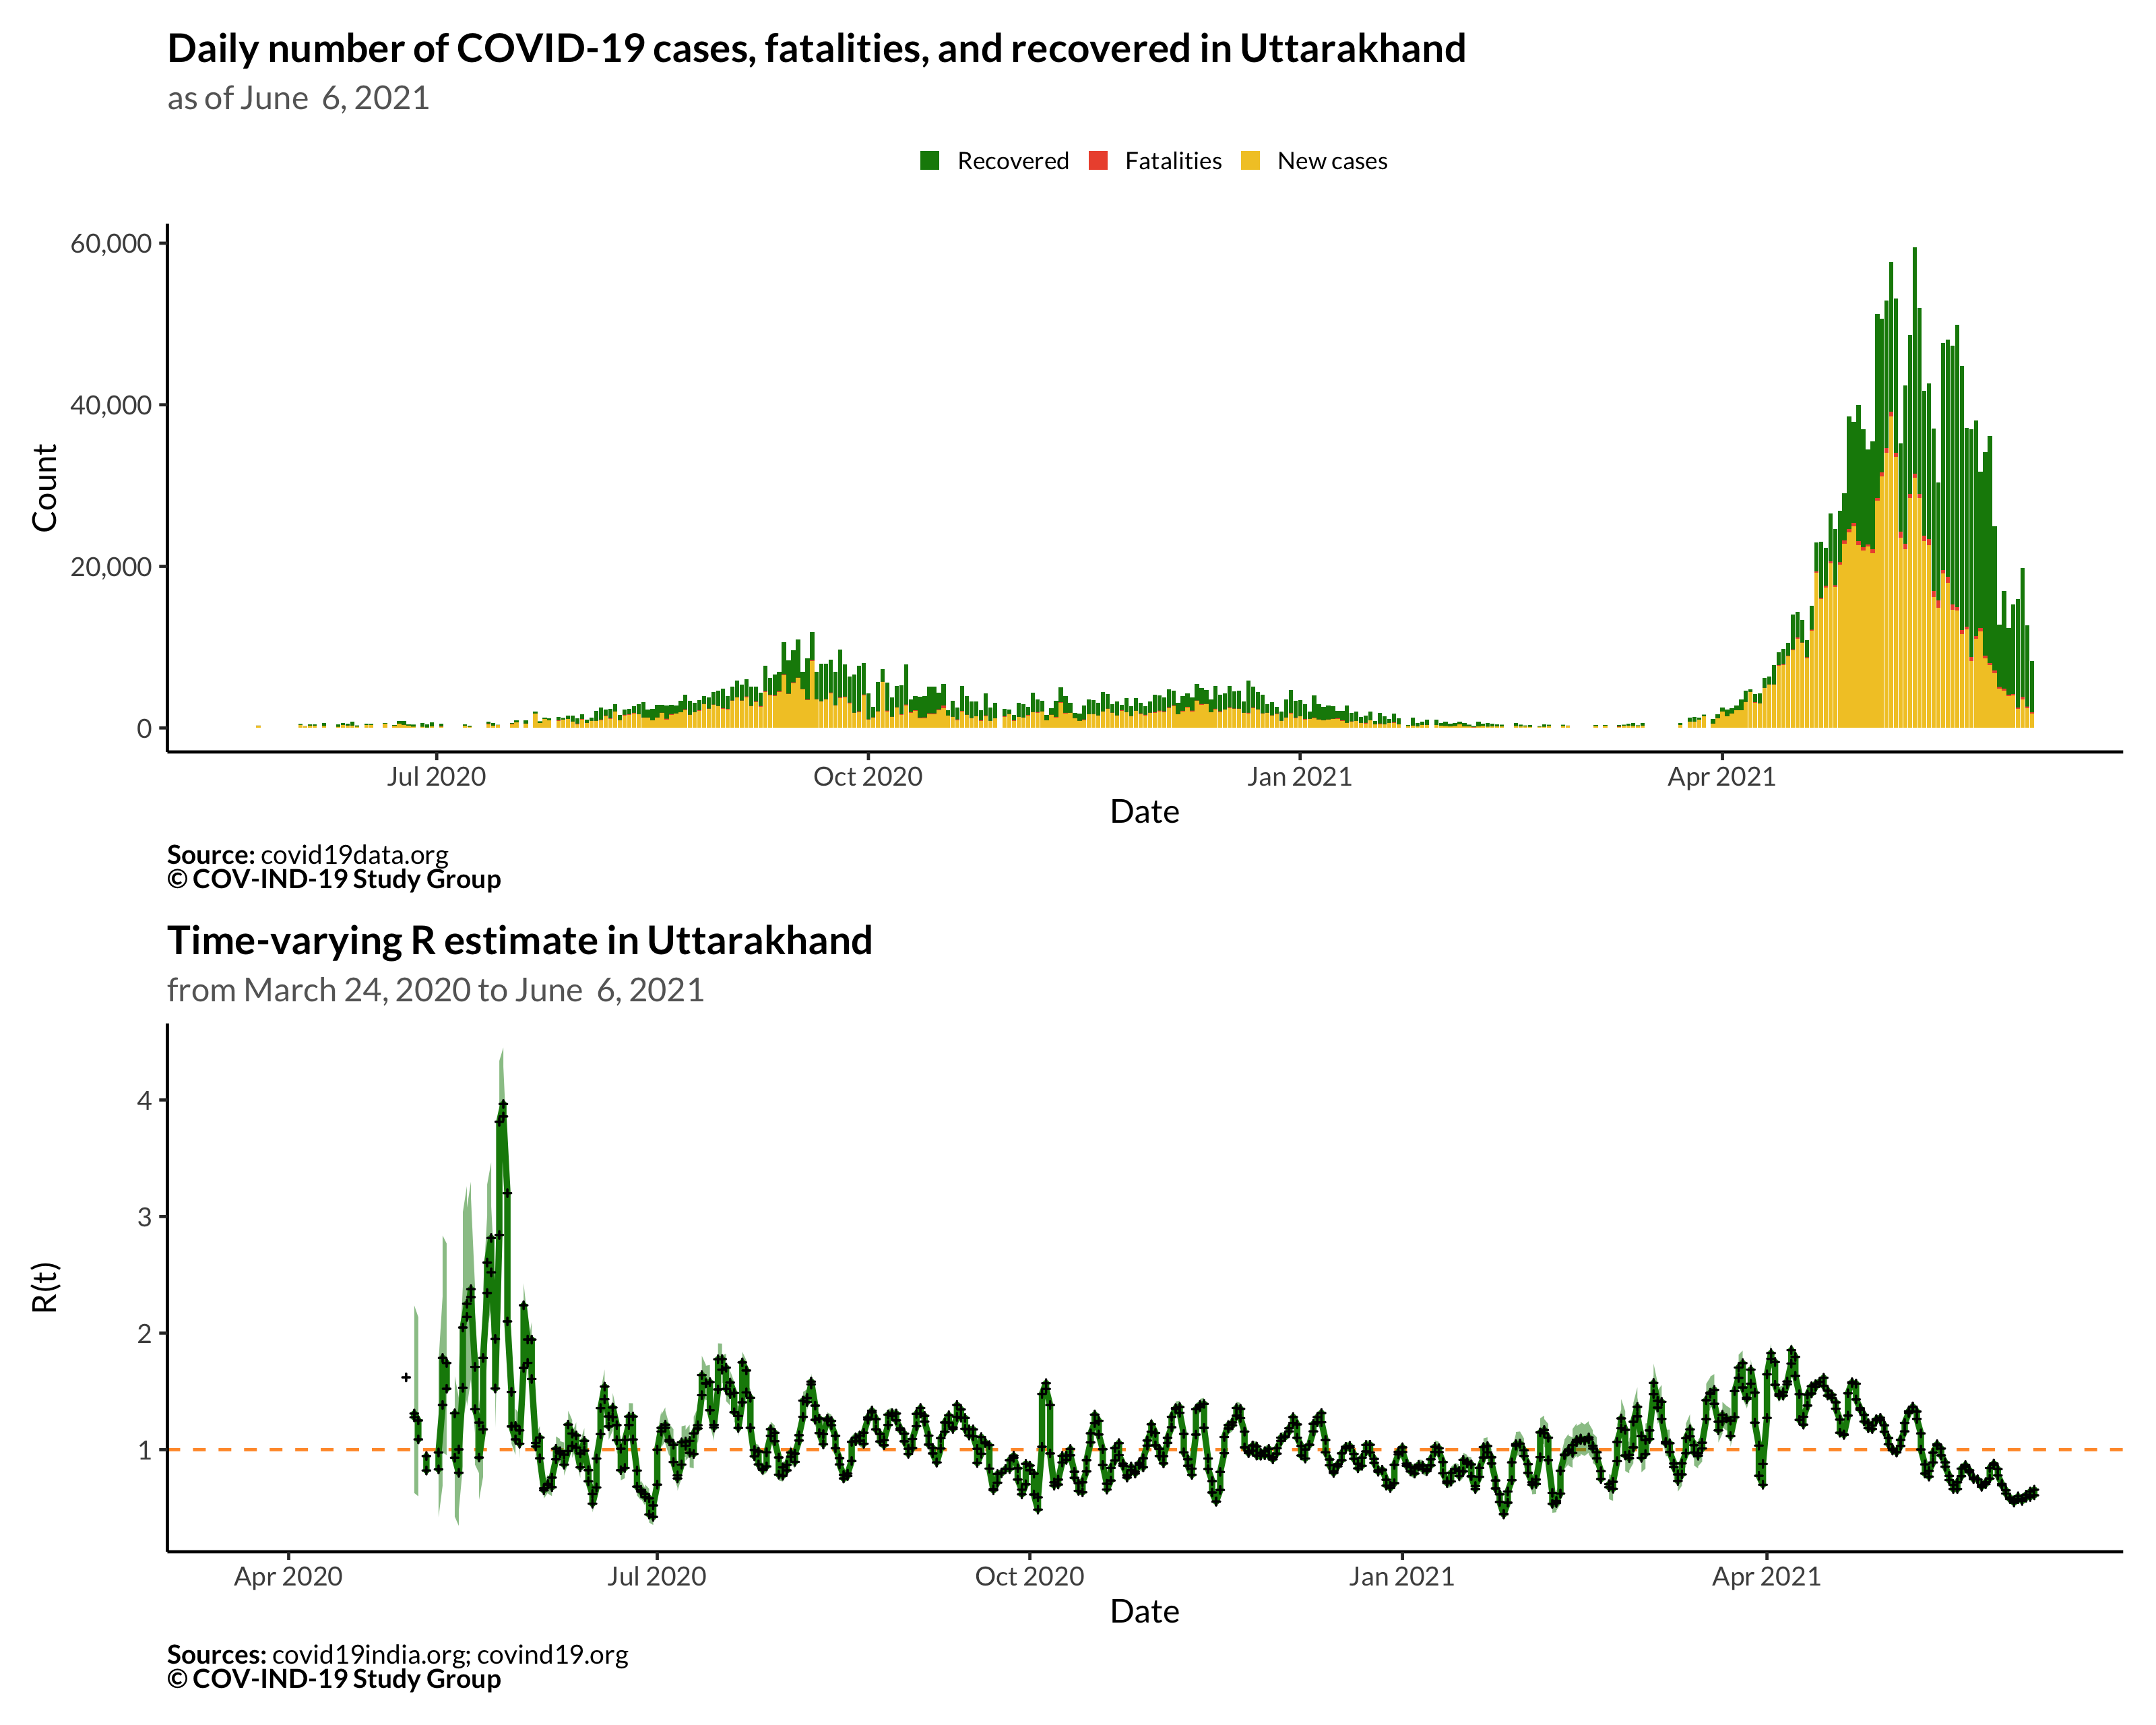 Daily number of COVID-19 cases, fatalities, and recovered in Uttarakhand
as of June  6, 2021
Recovered Fatalities New cases
60,000
40,000
20,000
0
Count
Jul 2020 Oct 2020 Jan 2021 Apr 2021
Date
Source: covid19data.org
© COV-IND-19 Study Group
Time-varying R estimate in Uttarakhand
from March 24, 2020 to June  6, 2021
4
3
2
1
R(t)
Apr 2020 Jul 2020 Oct 2020 Jan 2021 Apr 2021
Date
Sources: covid19india.org; covind19.org
© COV-IND-19 Study Group